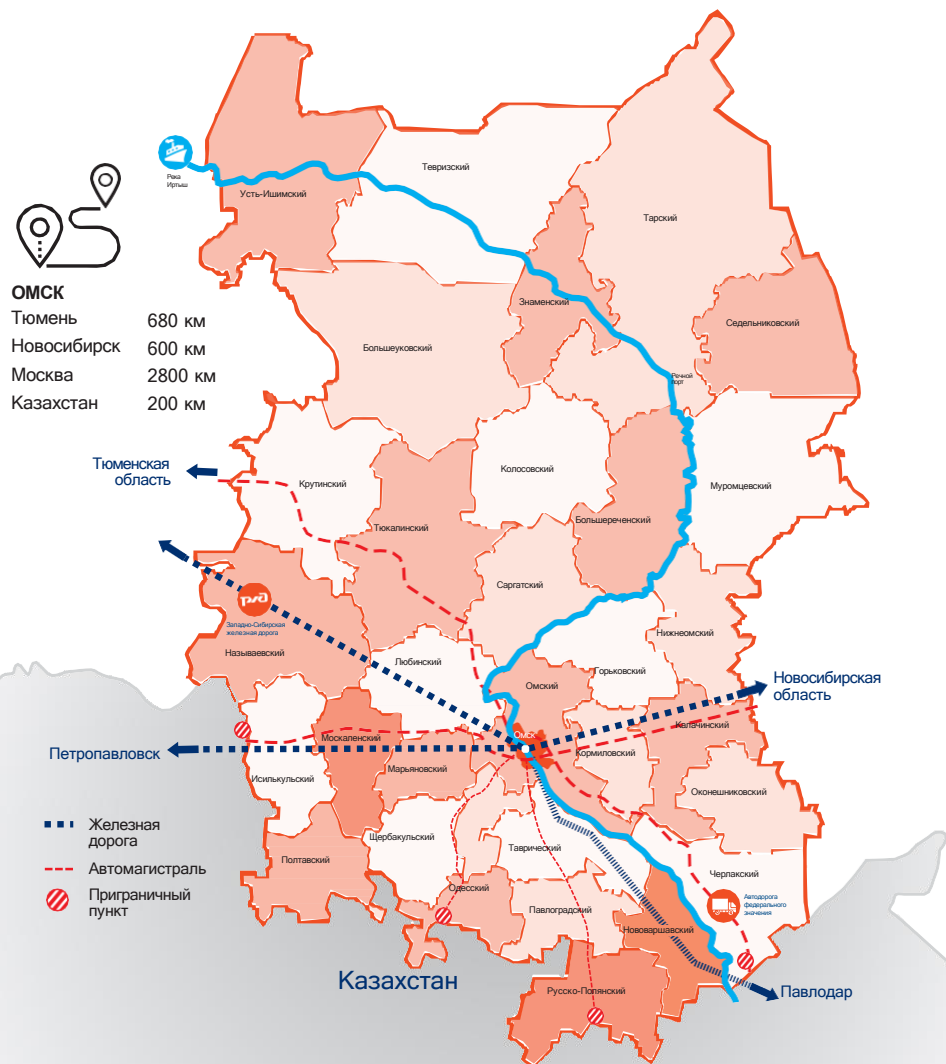 Река
Иртыш
Усть-Ишимский
Тевризский
Тарский
ОМСК
Тюмень 680 км
Новосибирск 600 км
Москва 2800 км
Казахстан 200 км
Знаменский
Седельниковский
Большеуковский
Речной
порт
Тюменская
область
Крутинский
Колосовский
Муромцевский
Тюкалинский
Большереченский
Саргатский
РЖД
Западно-Сибирская
железная дорога
Называевский
Нижнеомский
Любинский
Горьковский
Омский
Новосибирская
область
Калачинский
Омск
Москаленский
Кормиловский
Петропавловск
Марьяновский
Исилькульский
Оконешниковский
Железная
дорога
Щербакульский
Таврический
Автомагистраль
Полтавский
Черлакский
Приграничный
пункт
Одесский
Автодорога
федерального
значения
Павлоградский
Нововаршавский
Казахстан
Русско-Полянский
Павлодар